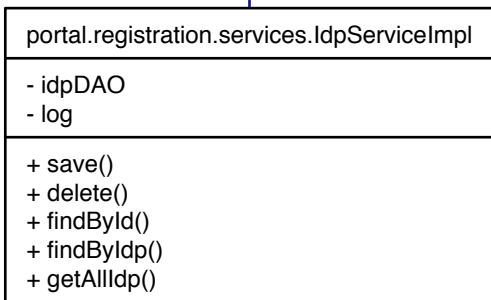 portal.registration.services.IdpServiceImpl
- idpDAO
- log
+ save()
+ delete()
+ findById()
+ findByIdp()
+ getAllIdp()